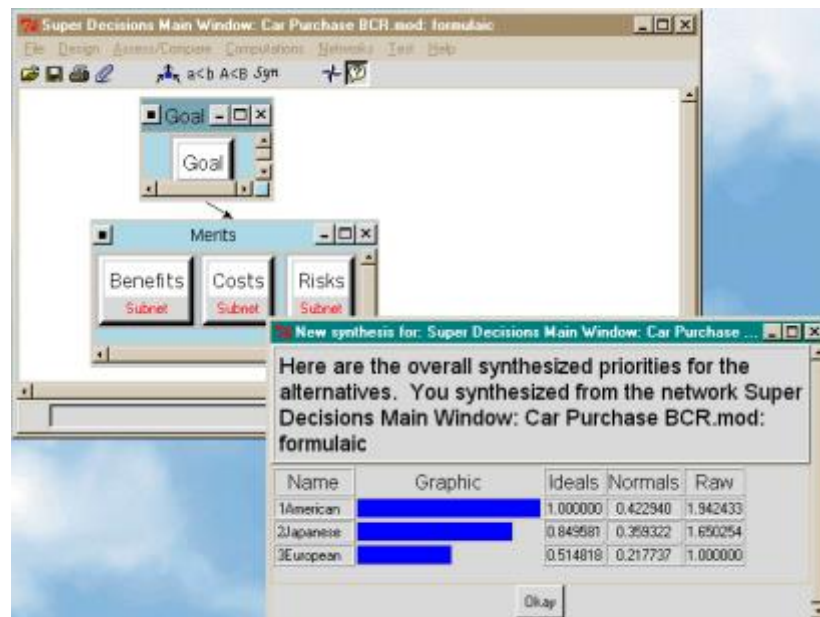 Super Decisions Main Window: Car Purchase BCR.mod: formulaic
File Design Assess/Compare Computations Networks Test Help
a<b A<B Syn
Goal
Goal
Merits
Benefits Costs Risks
Subnet Subnet Subnet
New synthesis for: Super Decisions Main Window: Car Purchase ...
Here are the overall synthesized priorities for the
alternatives. You synthesized from the network Super
Decisions Main Window: Car Purchase BCR.mod:
formulaic
Name Graphic Ideals Normals Raw
1American 1.000000 0.422940 1.942433
2Japanese 0.849581 0.359322 1.650254
3European 0.514818 0.217737 1.000000
Okay